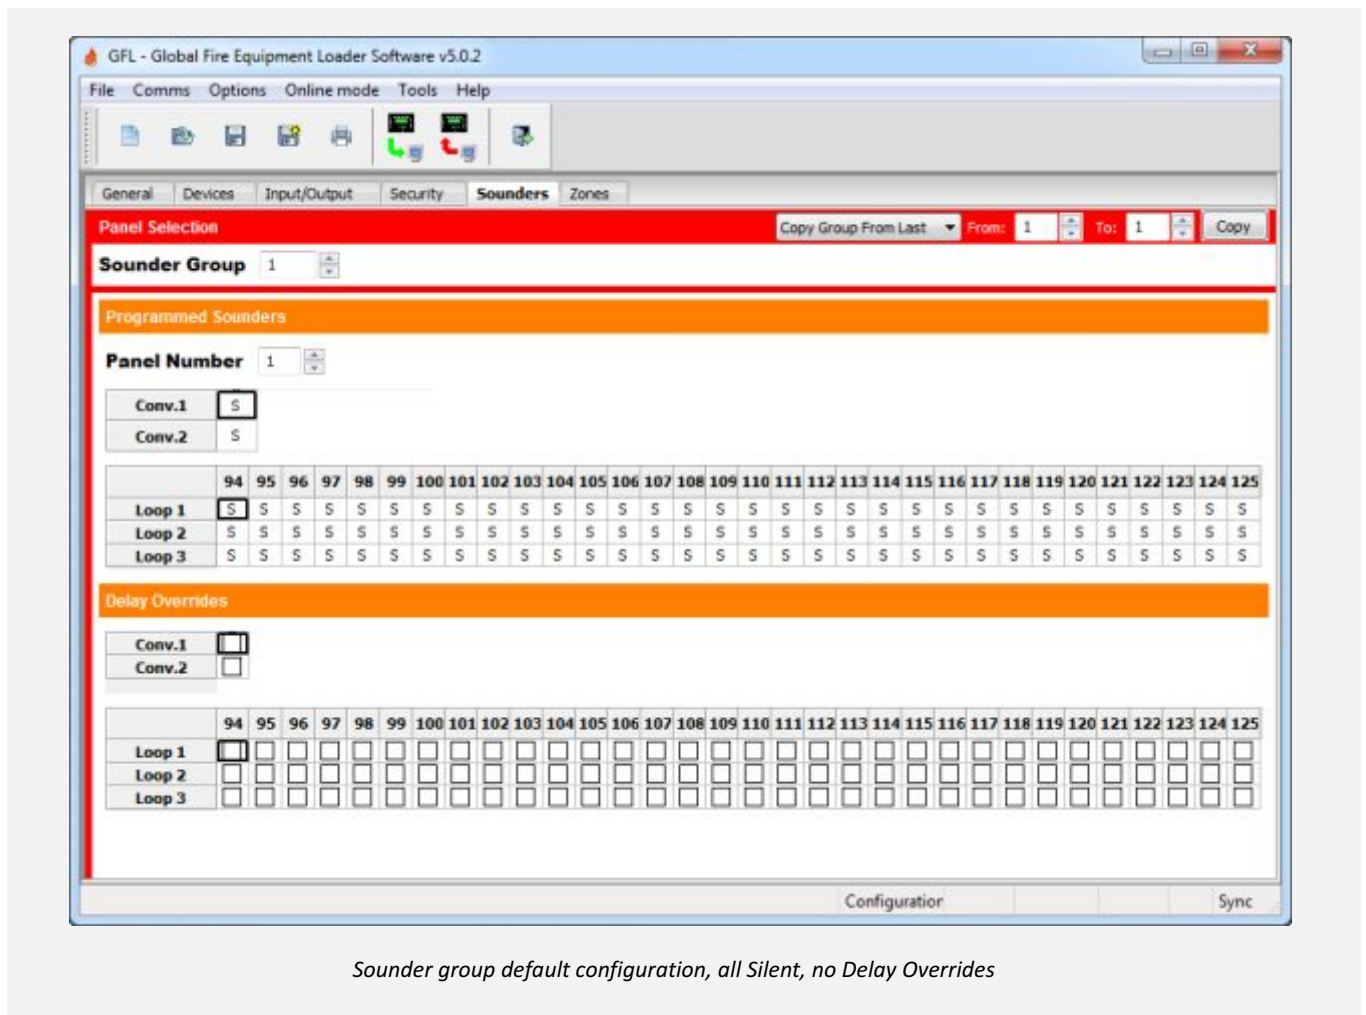 GFL - Global Fire Equipment Loader Software v5.0.2
File Comms Options Online mode Tools Help
General Devices Input/Output Security Sounders Zones
Panel Selection Copy Group From Last From: 1 To: 1 Copy
Sounder Group 1
Programmed Sounders
Panel Number 1
Conv.1 S
Conv.2 S
94 95 96 97 98 99 100 101 102 103 104 105 106 107 108 109 110 111 112 113 114 115 116 117 118 119 120 121 122 123 124 125
Loop 1 S S S S S S S S S S S S S S S S S S S S S S S S S S S S S S S S
Loop 2 S S S S S S S S S S S S S S S S S S S S S S S S S S S S S S S S
Loop 3 S S S S S S S S S S S S S S S S S S S S S S S S S S S S S S S S
Delay Overrides
Conv.1
Conv.2
94 95 96 97 98 99 100 101 102 103 104 105 106 107 108 109 110 111 112 113 114 115 116 117 118 119 120 121 122 123 124 125
Loop 1
Loop 2
Loop 3
Configuration Sync
Sounder group default configuration, all Silent, no Delay Overrides